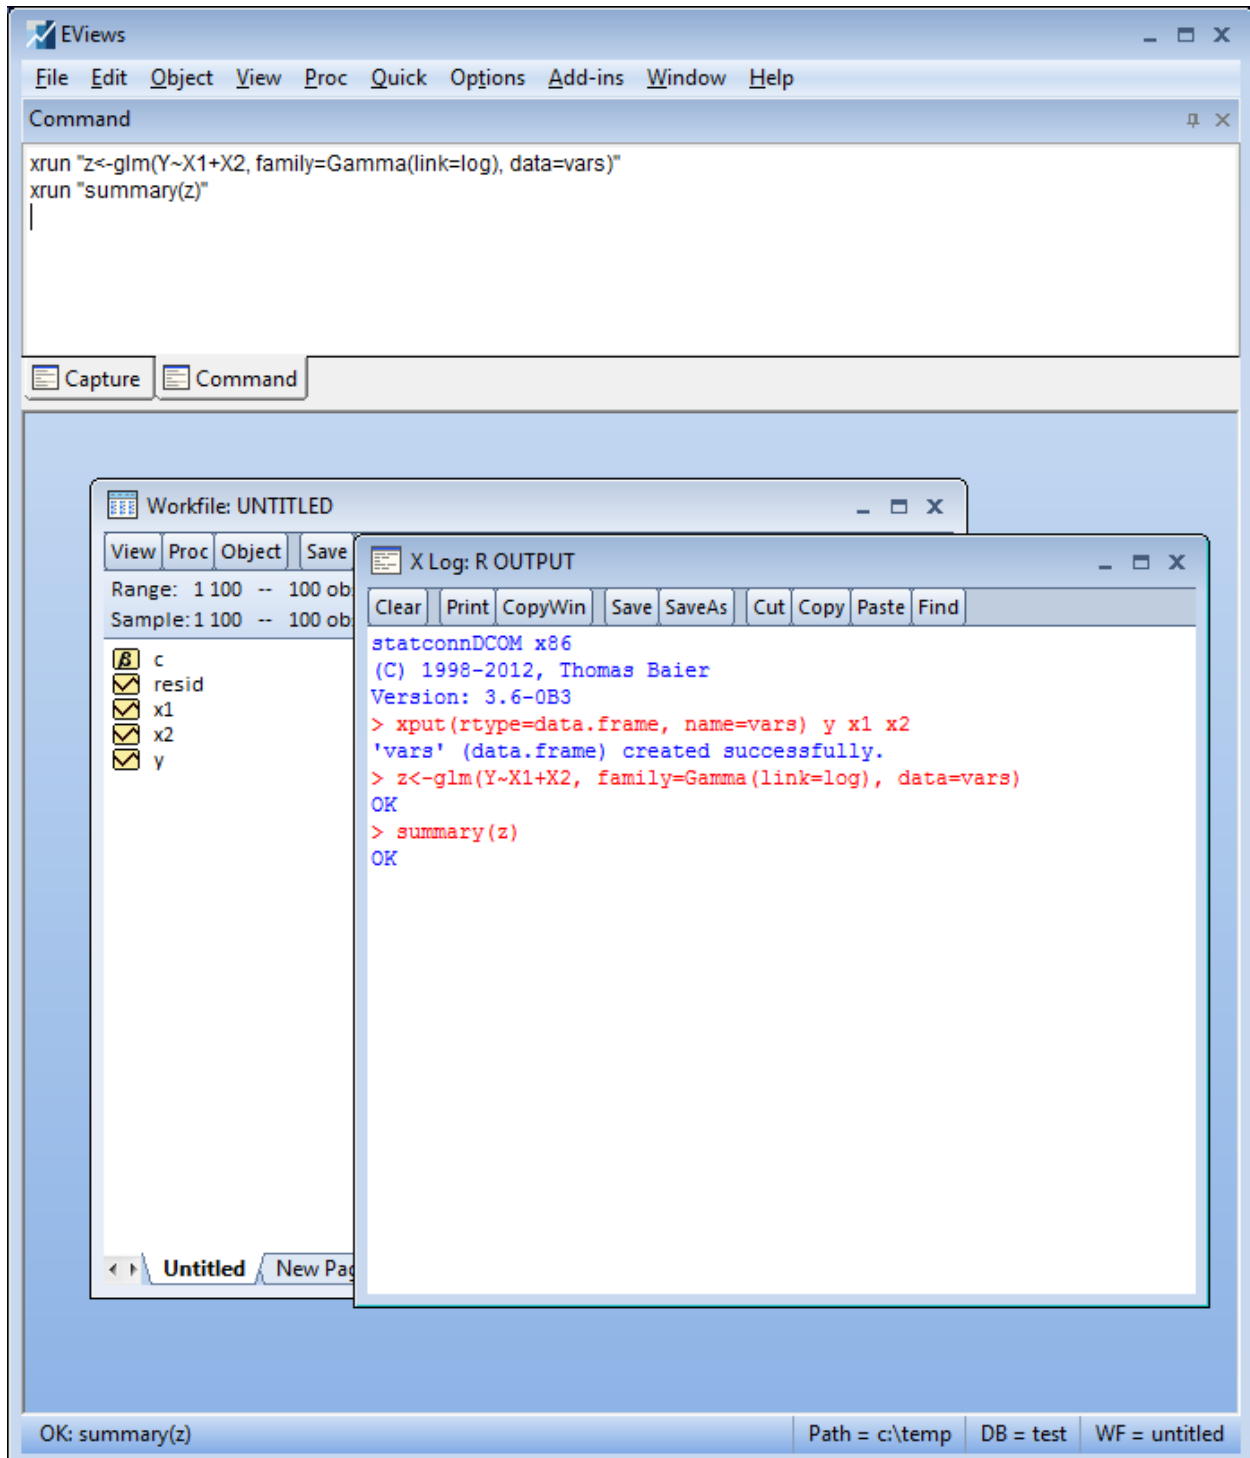 EViews
File Edit Object View Proc Quick Options Add-ins Window Help
Command
xrun "z<-glm(Y~X1+X2, family=Gamma(link=log), data=vars)"
xrun "summary(z)"
Capture Command
Workfile: UNTITLED
View Proc Object Save
Range: 1 100 -- 100 ob
Sample: 1 100 -- 100 ob
c
resid
x1
x2
y
Untitled New Pag
X Log: R OUTPUT
Clear Print CopyWin Save SaveAs Cut Copy Paste Find
statconnDCOM x86
(C) 1998-2012, Thomas Baier
Version: 3.6-0B3
> xput(rtype=data.frame, name=vars) y x1 x2
'vars' (data.frame) created successfully.
> z<-glm(Y~X1+X2, family=Gamma(link=log), data=vars)
OK
> summary(z)
OK
OK: summary(z) Path = c:\temp DB = test WF = untitled